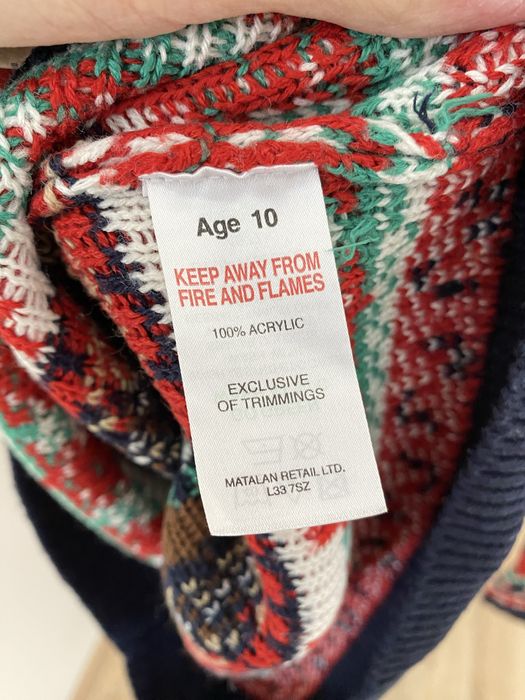 Age 10
KEEP AWAY FROM
FIRE AND FLAMES
100% ACRYLIC
EXCLUSIVE
OF TRIMMINGS
MATALAN RETAIL LTD.
L33 7SZ